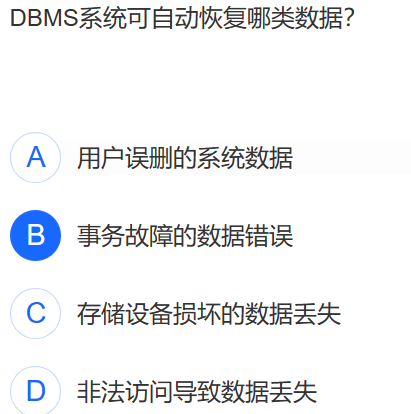 DBMS系统可自动恢复哪类数据?
A 用户误删的系统数据
B 事务故障的数据错误
C 存储设备损坏的数据丢失
D 非法访问导致数据丢失